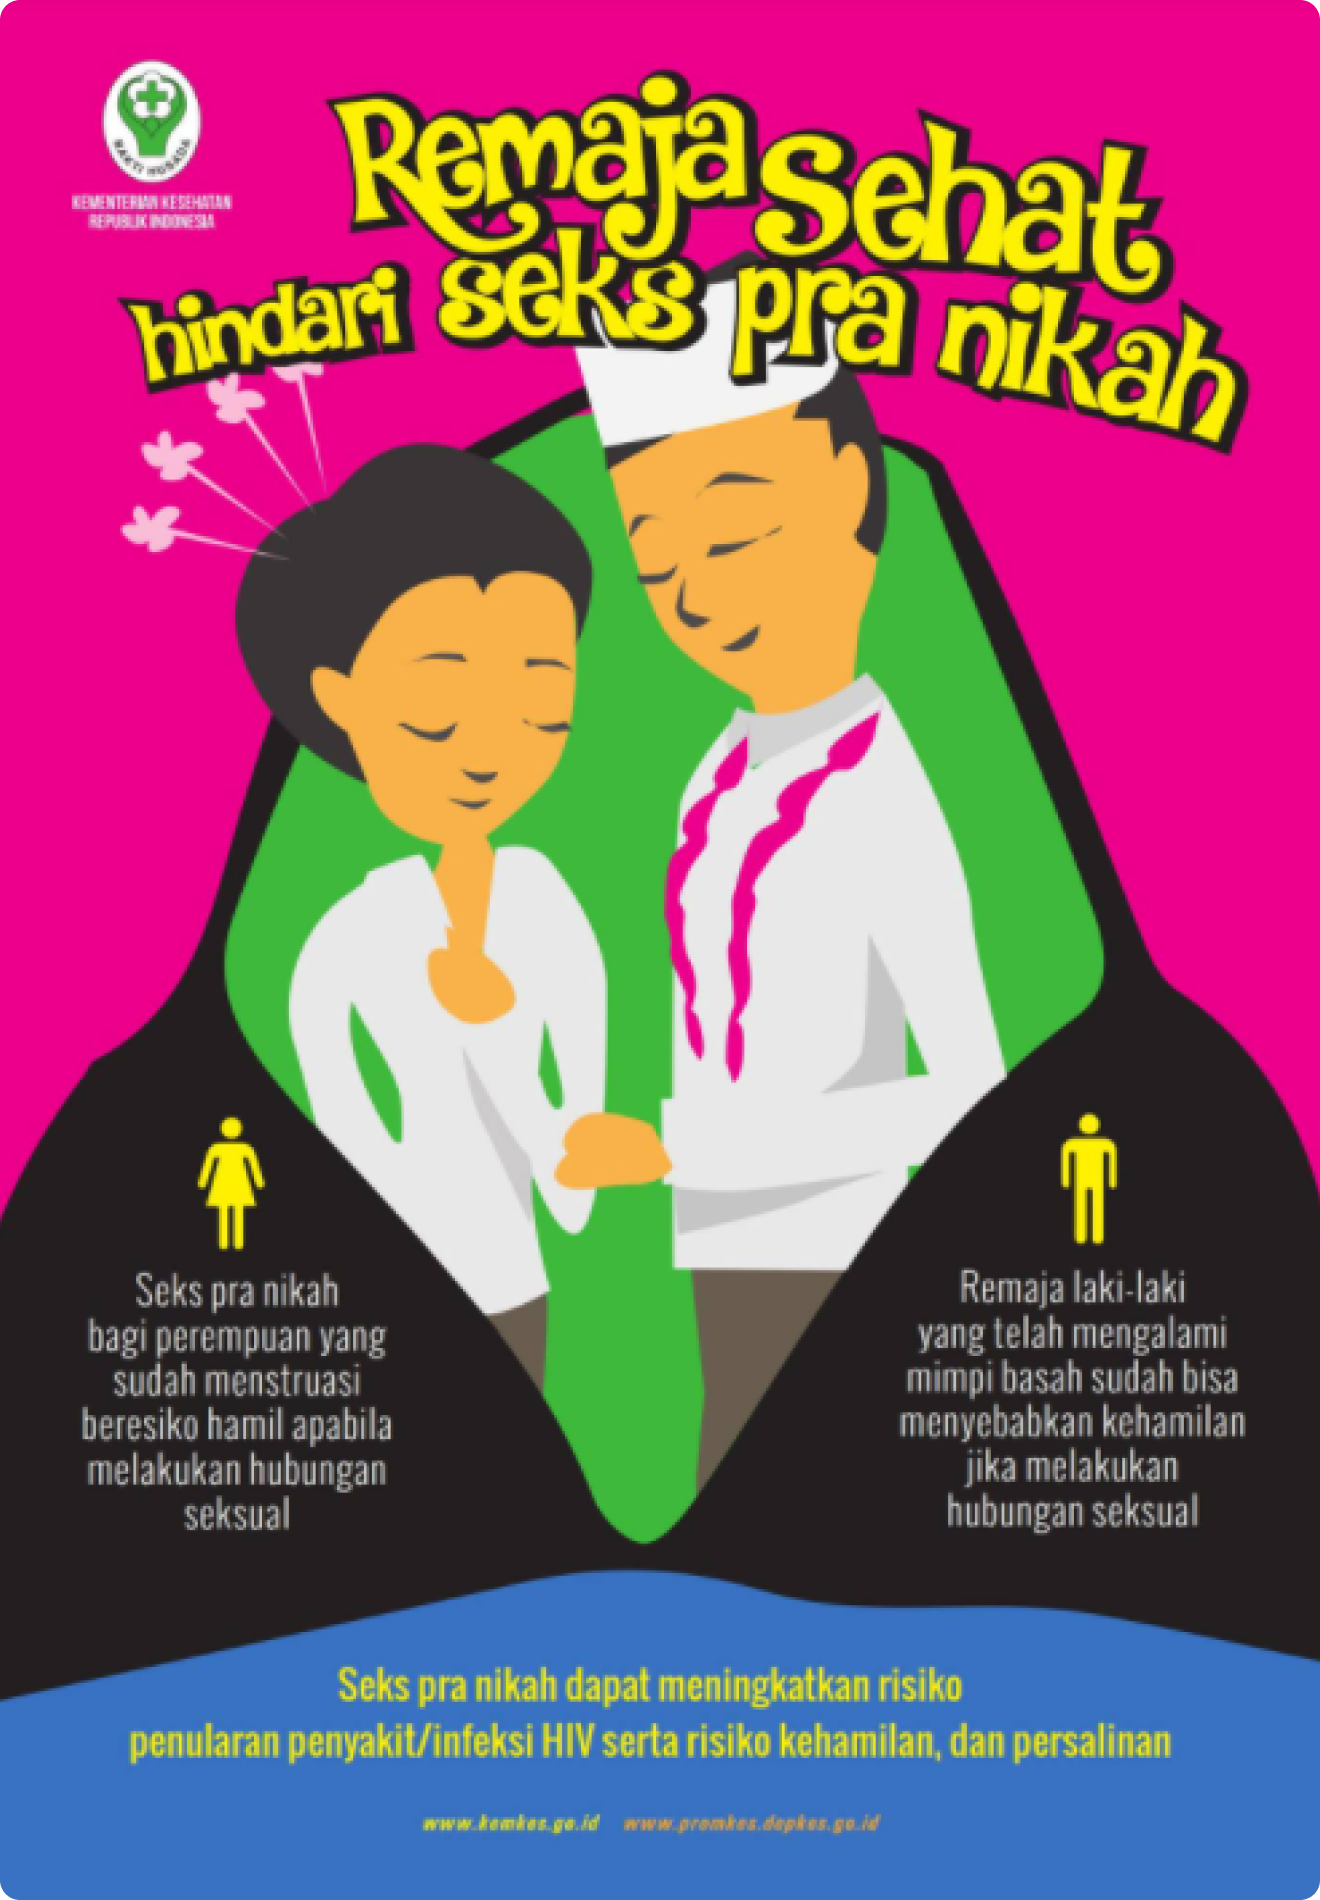 BAKTI HUSADA
KEMENTERIAN KESEHATAN
REPUBLIK INDONESIA
Remaja Sehat
hindari seks pra nikah
Seks pra nikah
bagi perempuan yang
sudah menstruasi
beresiko hamil apabila
melakukan hubungan
seksual
Remaja laki-laki
yang telah mengalami
mimpi basah sudah bisa
menyebabkan kehamilan
jika melakukan
hubungan seksual
Seks pra nikah dapat meningkatkan risiko
penularan penyakit/infeksi HIV serta risiko kehamilan, dan persalinan
www.kemkes.go.id www.promkes.depkes.go.id